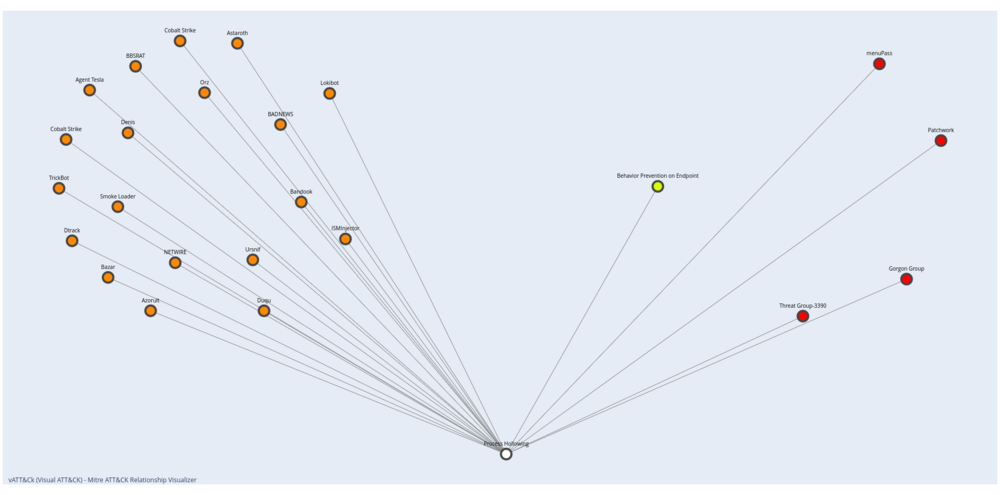 Cobalt Strike
Astaroth
BBSRAT
menuPass
Agent Tesla
Orz
Lokibot
BADNEWS
Denis
Cobalt Strike
Patchwork
TrickBot
Behavior Prevention on Endpoint
Smoke Loader
Bandook
Dtrack
ISMInjector
NETWIRE
Ursnif
Bazar
Gorgon Group
Azorult
Duqu
Threat Group-3390
Process Hollowing
vATT&Ck (Visual ATT&CK) - Mitre ATT&CK Relationship Visualizer